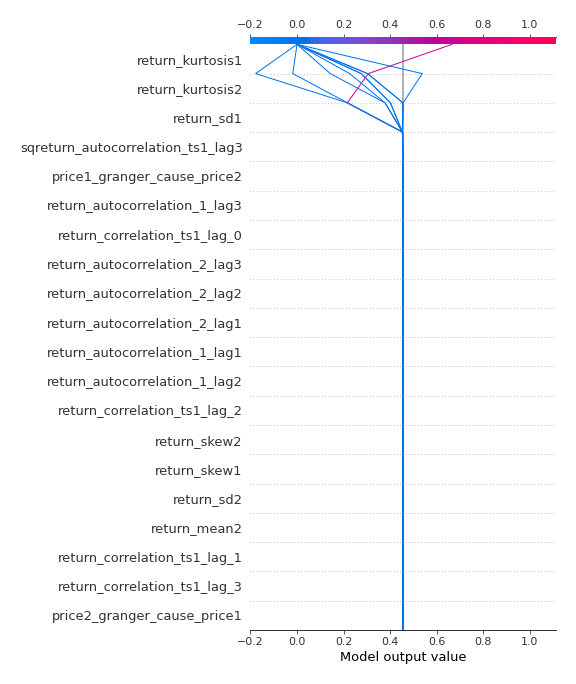 −0.2 0.0 0.2 0.4 0.6 0.8 1.0
return_kurtosis1
return_kurtosis2
return_sd1
sqreturn_autocorrelation_ts1_lag3
price1_granger_cause_price2
return_autocorrelation_1_lag3
return_correlation_ts1_lag_0
return_autocorrelation_2_lag3
return_autocorrelation_2_lag2
return_autocorrelation_2_lag1
return_autocorrelation_1_lag1
return_autocorrelation_1_lag2
return_correlation_ts1_lag_2
return_skew2
return_skew1
return_sd2
return_mean2
return_correlation_ts1_lag_1
return_correlation_ts1_lag_3
price2_granger_cause_price1
−0.2 0.0 0.2 0.4 0.6 0.8 1.0
Model output value